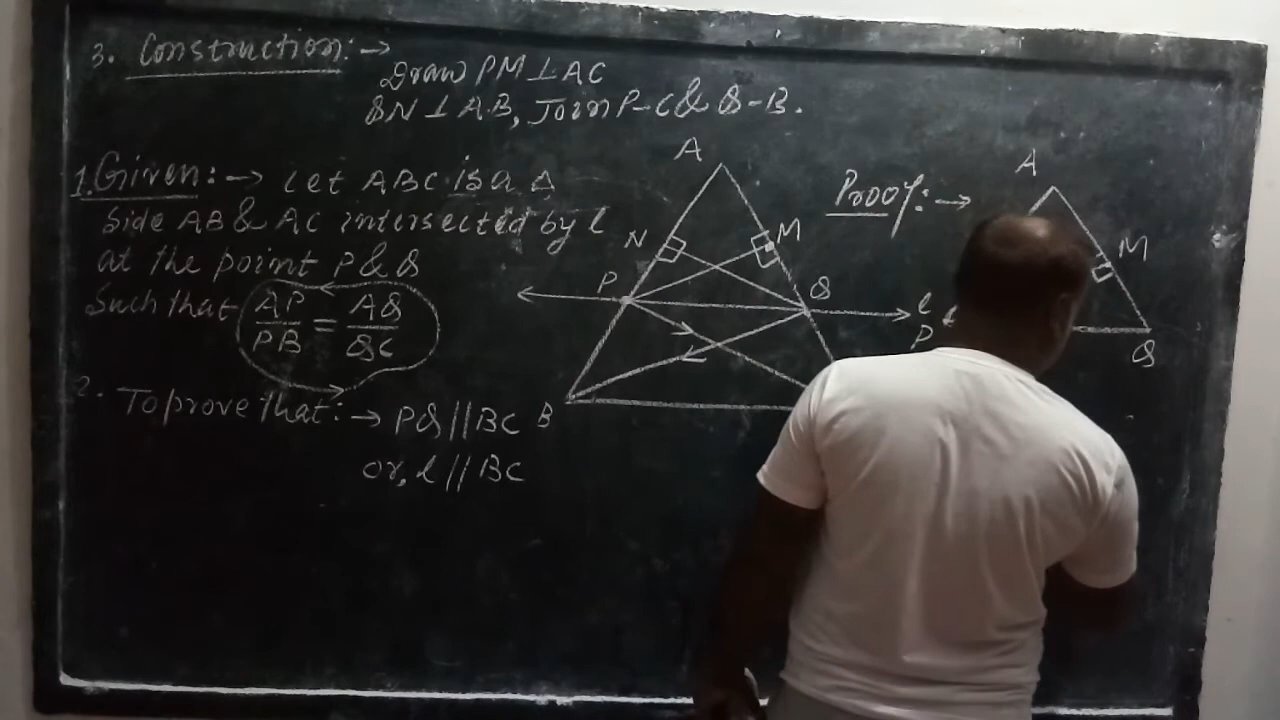 3. Construction:→
Draw PM⊥AC
QN⊥AB, Join P-C & Q-B.
1. Given:→ Let ABC is a △
Side AB & AC intersected by l
at the point P & Q
Such that AP/PB = AQ/QC
2. To prove that:→ PQ||BC
or, l||BC
A
N
M
P
Q
l
B
Proof:→
A
M
P
Q